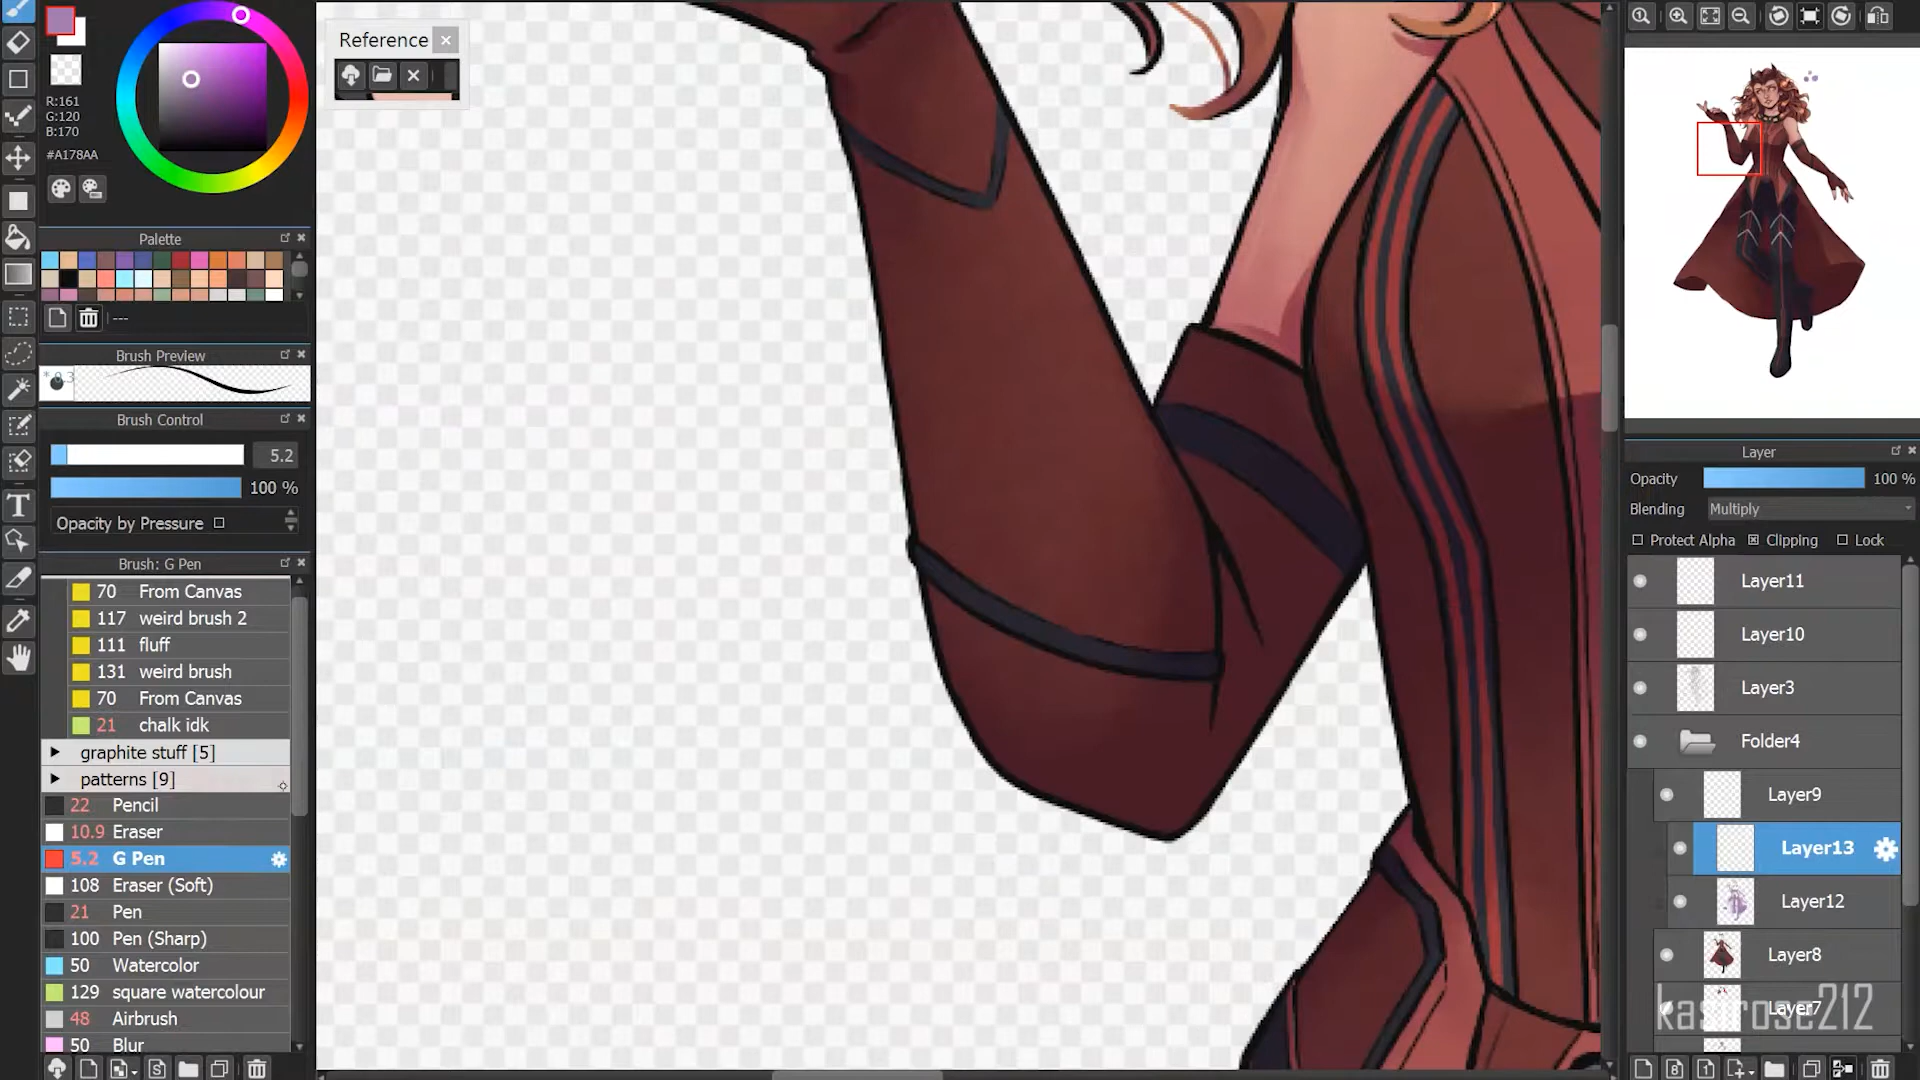 Reference
R:161
G:120
B:170
#A178AA
Palette
---
Brush Preview
Brush Control
5.2
100 %
Opacity by Pressure
Brush: G Pen
70 From Canvas
117 weird brush 2
111 fluff
131 weird brush
70 From Canvas
21 chalk idk
graphite stuff [5]
patterns [9]
22 Pencil
10.9 Eraser
5.2 G Pen
108 Eraser (Soft)
21 Pen
100 Pen (Sharp)
50 Watercolor
129 square watercolour
48 Airbrush
50 Blur
Layer
Opacity 100 %
Blending Multiply
Protect Alpha Clipping Lock
Layer11
Layer10
Layer3
Folder4
Layer9
Layer13
Layer12
Layer8
Layer7